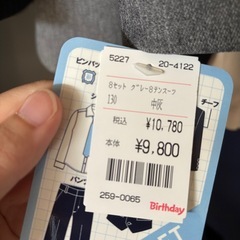 ピンバッ
5227 20-4122
8セット グレー8テンスーツ
130 中灰
チーフ
税込 ¥10,780
本体 ¥9,800
パン
259-0065
Birthday
ET